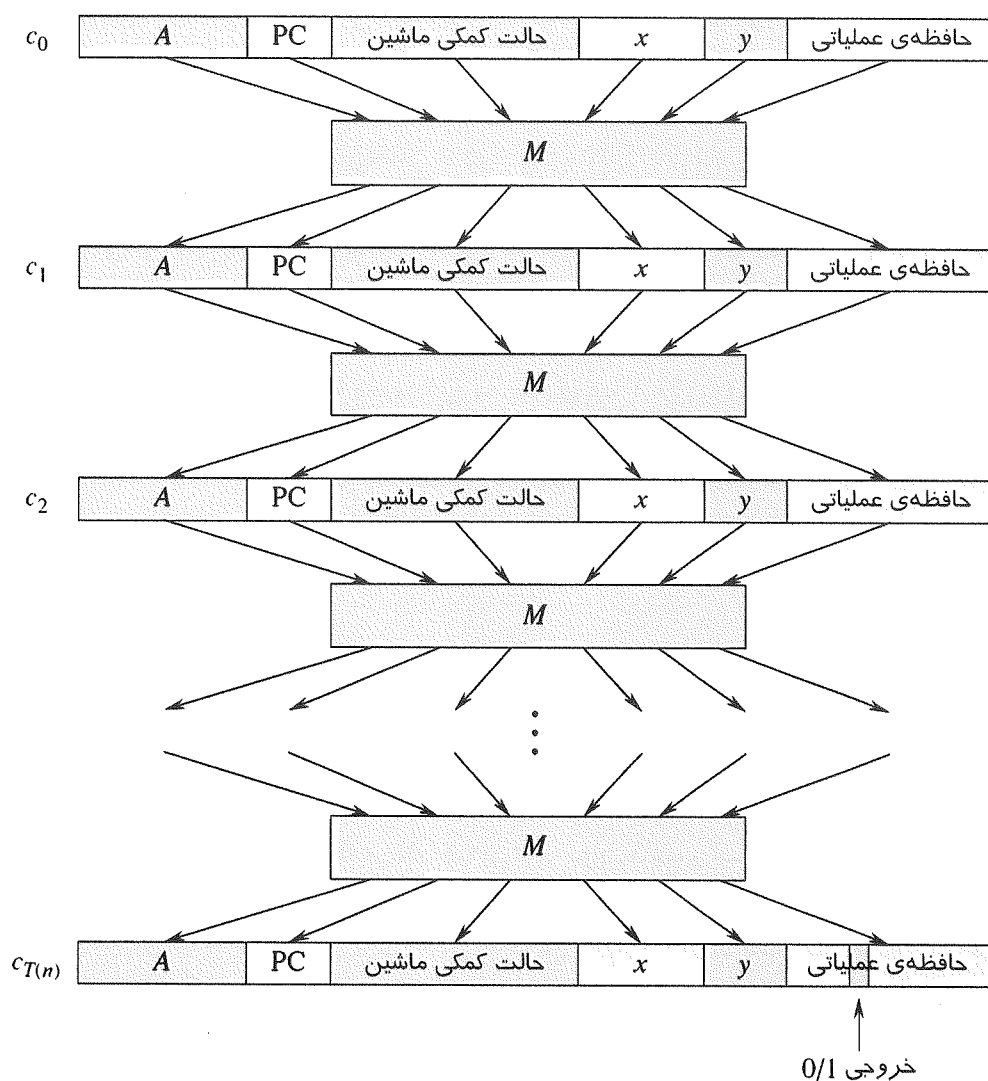 c₀ A PC حالت کمکی ماشین x y حافظه‌ی عملیاتی
M
c₁ A PC حالت کمکی ماشین x y حافظه‌ی عملیاتی
M
c₂ A PC حالت کمکی ماشین x y حافظه‌ی عملیاتی
M
⋮
M
c_{T(n)} A PC حالت کمکی ماشین x y حافظه‌ی عملیاتی
خروجی 0/1